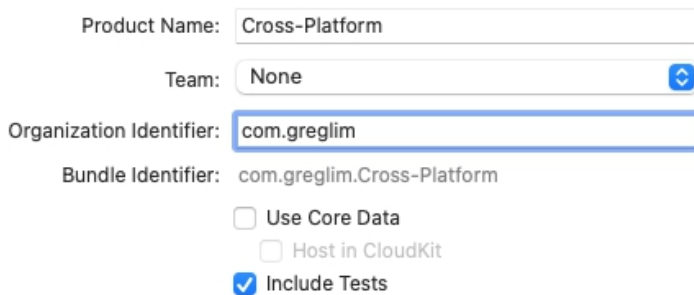 Product Name: Cross-Platform
Team: None
Organization Identifier: com.greglim
Bundle Identifier: com.greglim.Cross-Platform
Use Core Data
Host in CloudKit
Include Tests